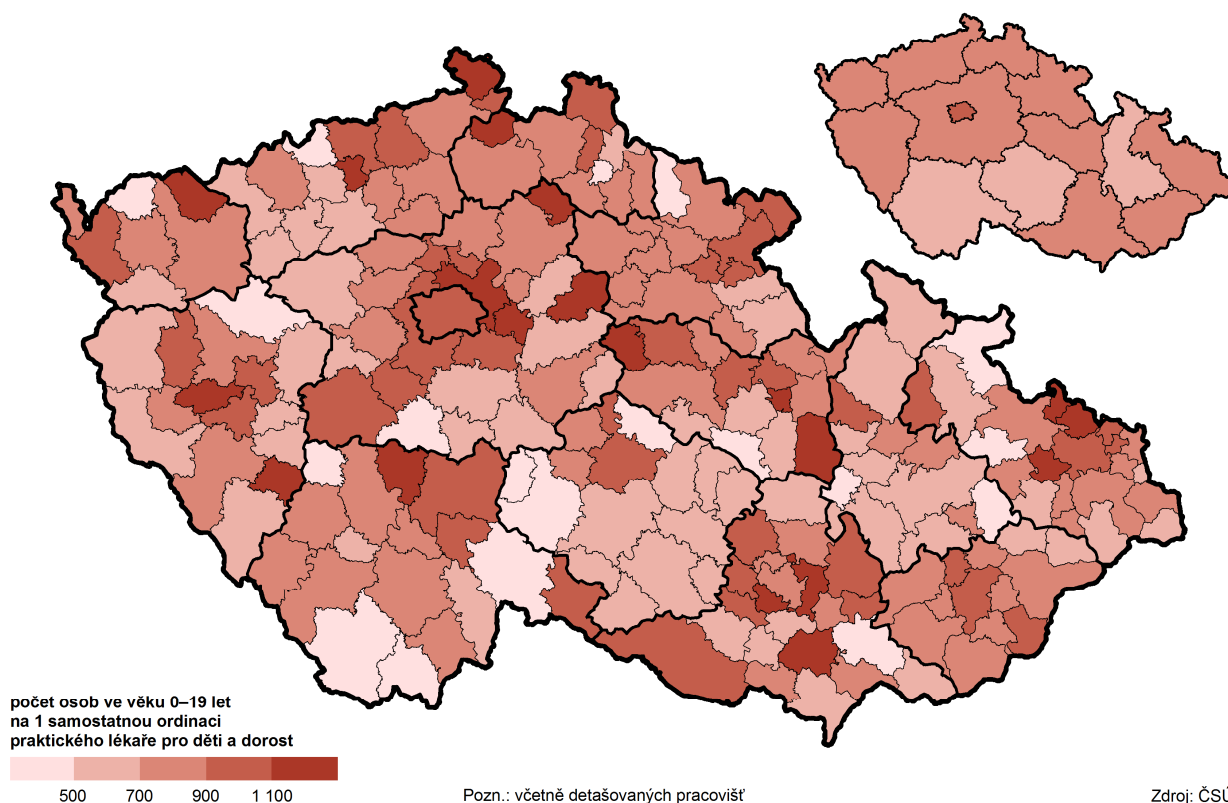 počet osob ve věku 0–19 let
na 1 samostatnou ordinaci
praktického lékaře pro děti a dorost
500 700 900 1 100
Pozn.: včetně detašovaných pracovišť
Zdroj: ČSÚ